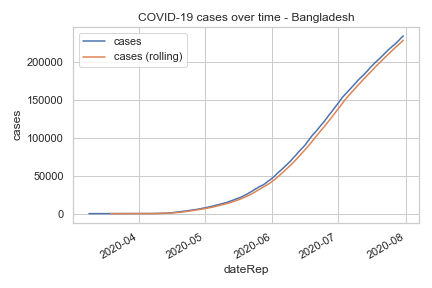 COVID-19 cases over time - Bangladesh
cases
cases (rolling)
200000
150000
100000
50000
0
cases
2020-04
2020-05
2020-06
2020-07
2020-08
dateRep